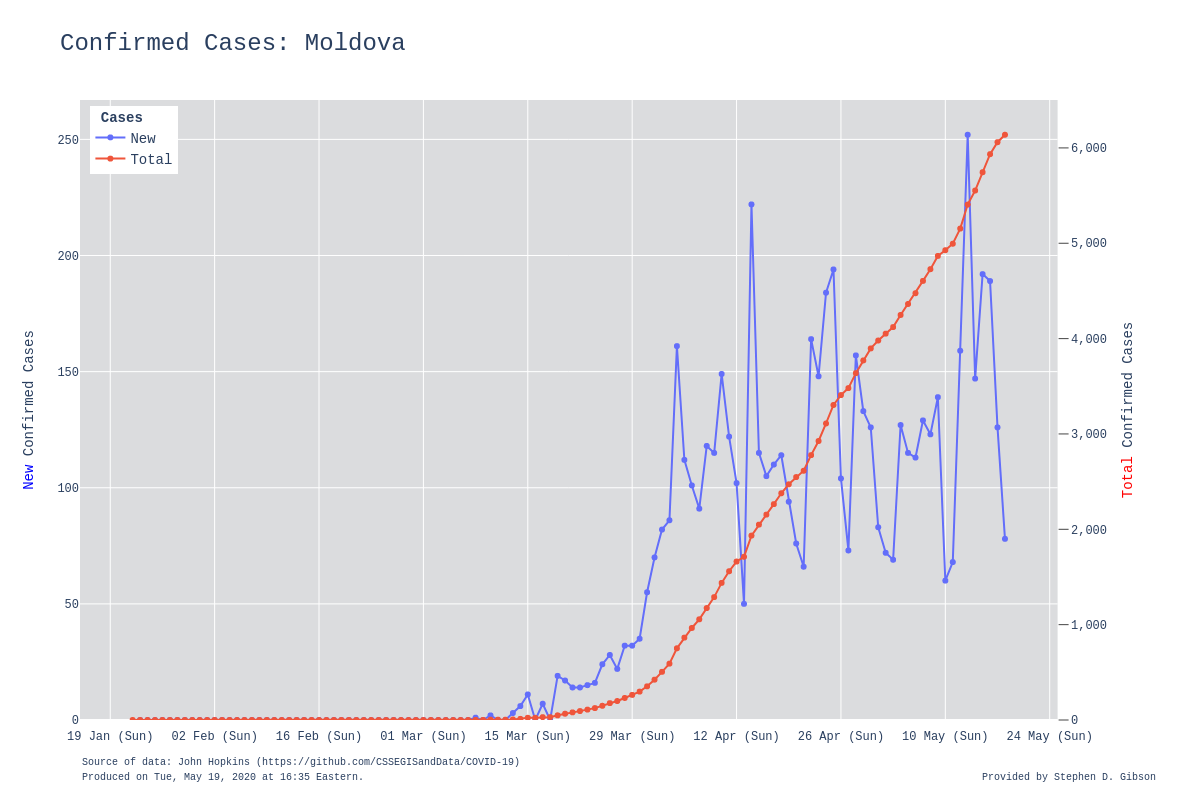 Confirmed Cases: Moldova
Cases
New
Total
250
200
150
100
50
0
6,000
5,000
4,000
3,000
2,000
1,000
0
New Confirmed Cases
Total Confirmed Cases
19 Jan (Sun) 02 Feb (Sun) 16 Feb (Sun) 01 Mar (Sun) 15 Mar (Sun) 29 Mar (Sun) 12 Apr (Sun) 26 Apr (Sun) 10 May (Sun) 24 May (Sun)
Source of data: John Hopkins (https://github.com/CSSEGISandData/COVID-19)
Produced on Tue, May 19, 2020 at 16:35 Eastern.
Provided by Stephen D. Gibson